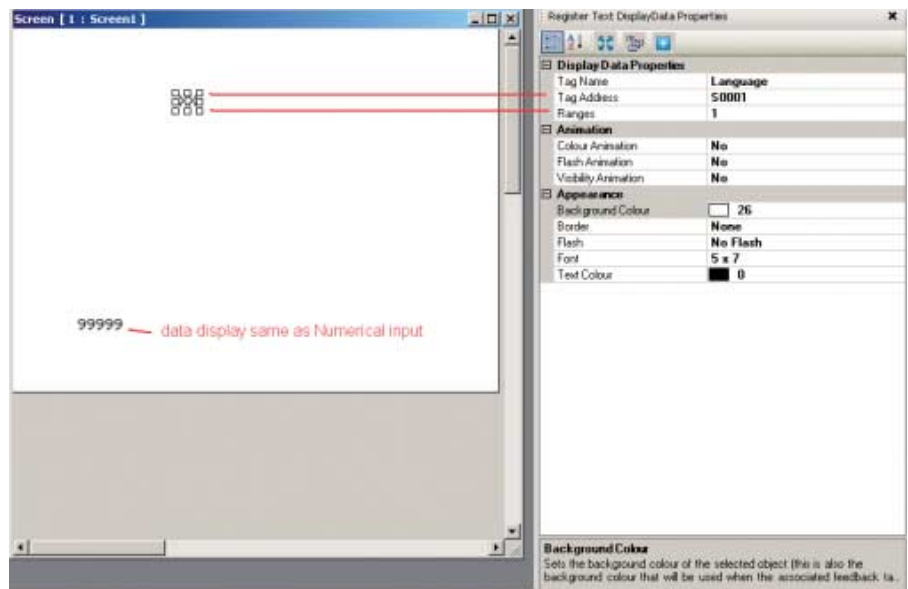 Screen [ 1 : Screen1 ]
99999
data display same as Numerical input
Register Text DisplayData Properties
Display Data Properties
Tag Name Language
Tag Address S0001
Ranges 1
Animation
Colour Animation No
Flash Animation No
Visibility Animation No
Appearance
Background Colour 26
Border None
Flash No Flash
Font 5 x 7
Text Colour 0
Background Colour
Sets the background colour of the selected object (this is also the
background colour that will be used when the associated feedback ta..